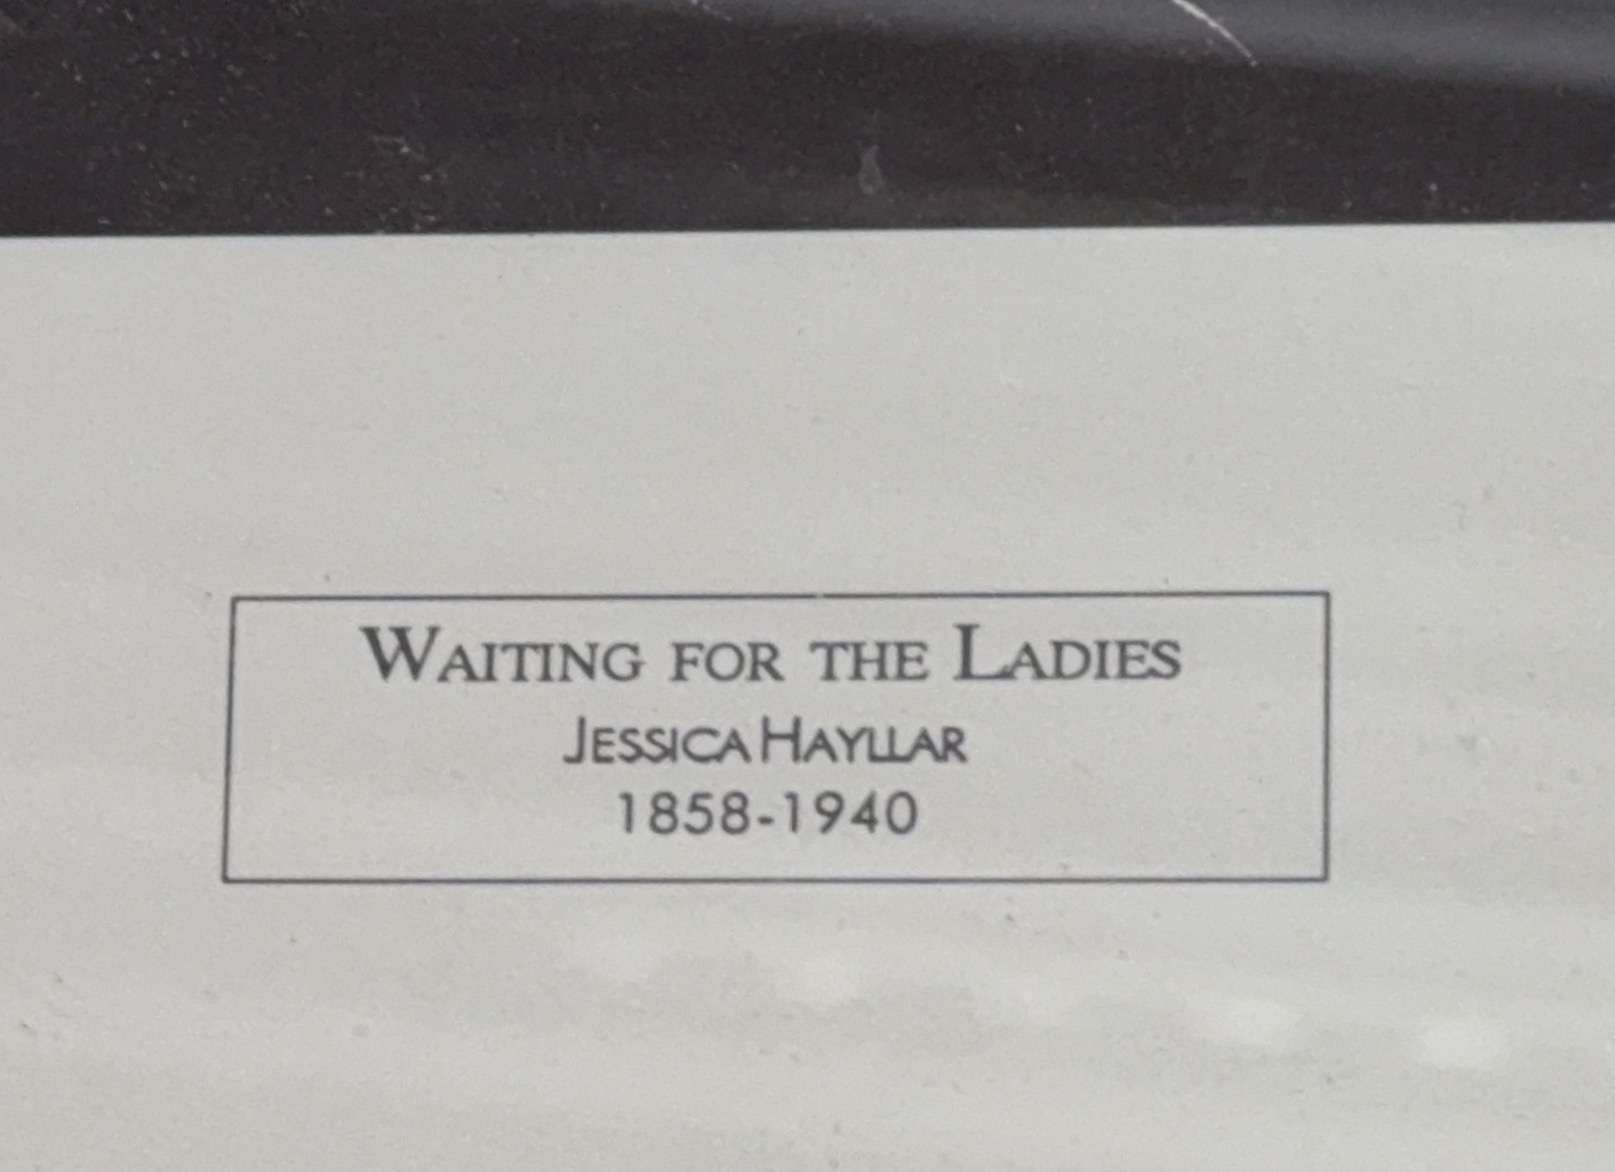 WAITING FOR THE LADIES
JESSICA HAYLLAR
1858-1940